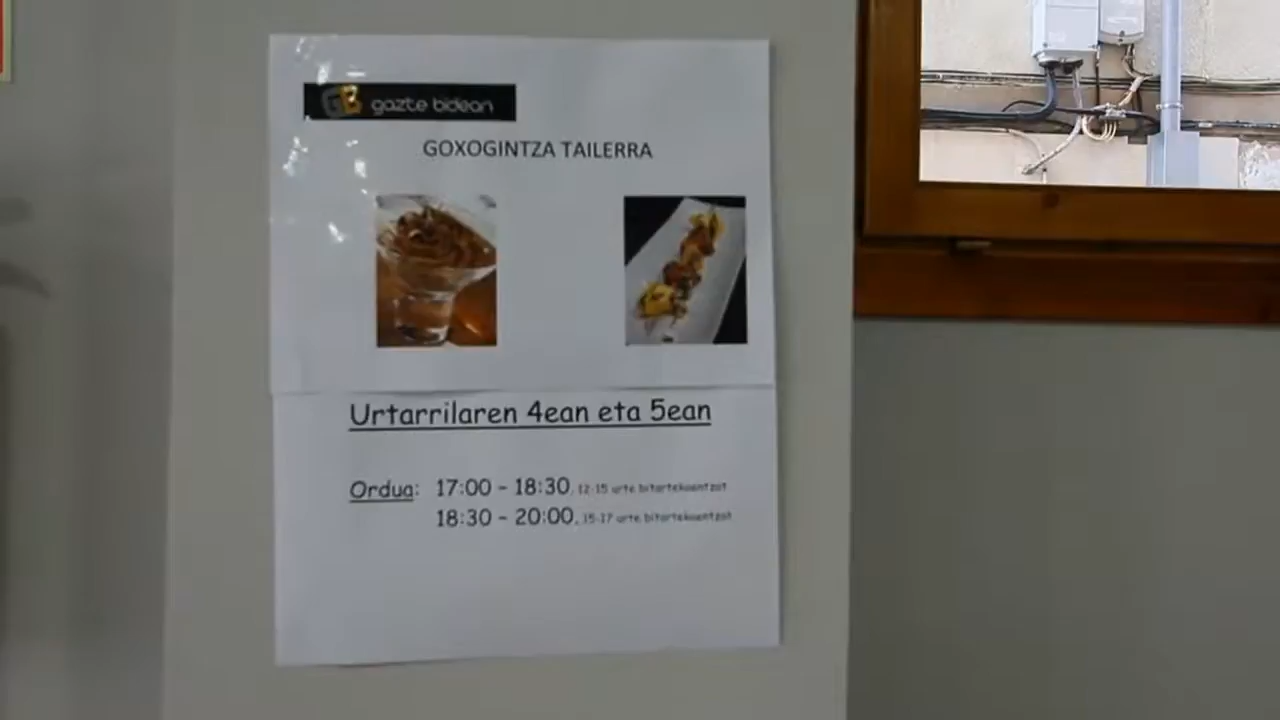 GB gazte bidean
GOXOGINTZA TAILERRA
Urtarrilaren 4ean eta 5ean
Ordua: 17:00 - 18:30, 12-15 urte bitartekoentzat
18:30 - 20:00, 15-17 urte bitartekoentzat